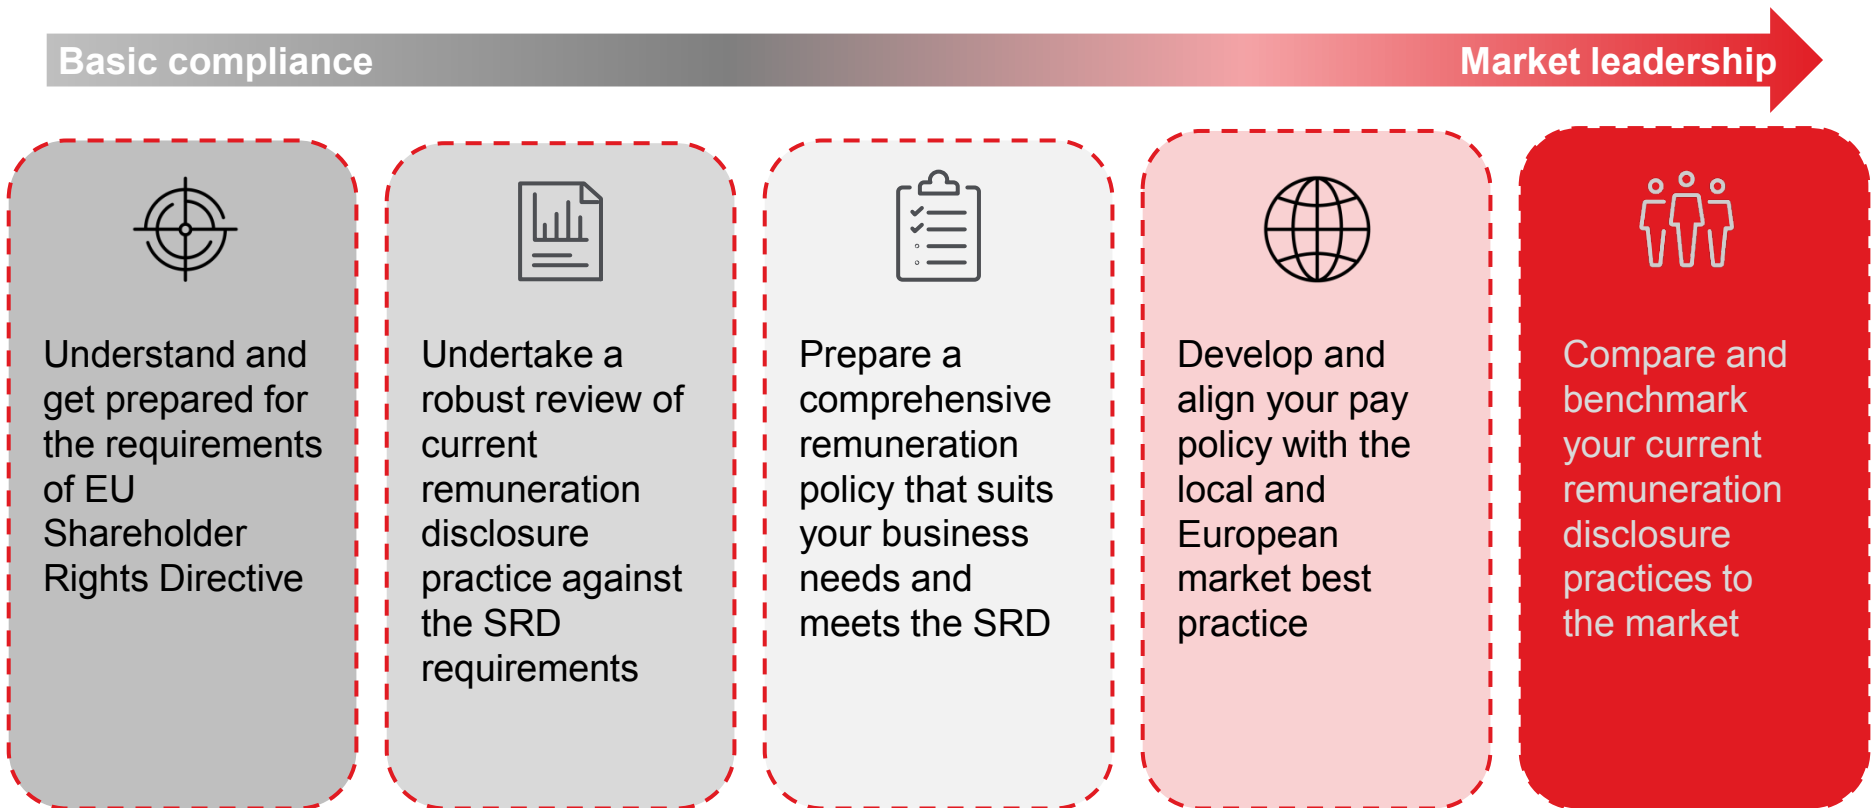 Basic compliance
Market leadership
Understand and
get prepared for
the requirements
of EU
Shareholder
Rights Directive
Undertake a
robust review of
current
remuneration
disclosure
practice against
the SRD
requirements
Prepare a
comprehensive
remuneration
policy that suits
your business
needs and
meets the SRD
Develop and
align your pay
policy with the
local and
European
market best
practice
Compare and
benchmark
your current
remuneration
disclosure
practices to
the market